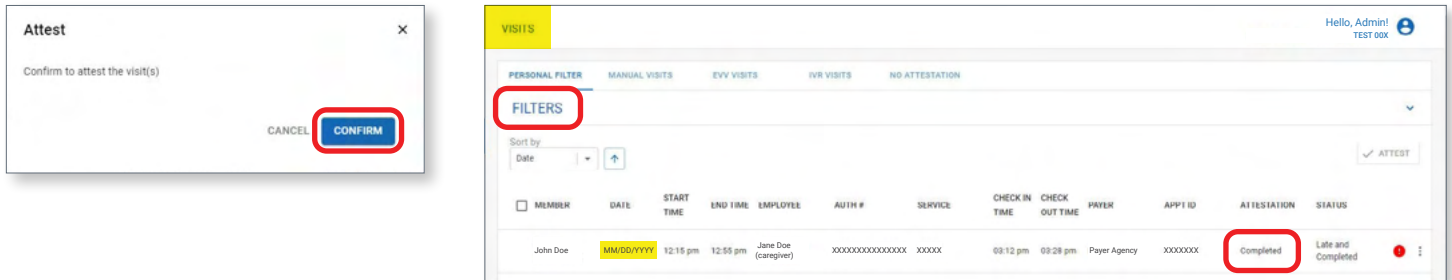 Attest
Confirm to attest the visit(s)
CANCEL CONFIRM
VISITS
Hello, Admin!
TEST 00X
PERSONAL FILTER MANUAL VISITS EVV VISITS IVR VISITS NO ATTESTATION
FILTERS
Sort by
Date
ATTEST
MEMBER DATE START TIME END TIME EMPLOYEE AUTH # SERVICE CHECK IN TIME CHECK OUT TIME PAYER APPT ID ATTESTATION STATUS
John Doe MM/DD/YYYY 12:15 pm 12:55 pm Jane Doe (caregiver) XXXXXXXXXXXXXXX XXXXX 03:12 pm 03:28 pm Payer Agency XXXXXXX Completed Late and Completed